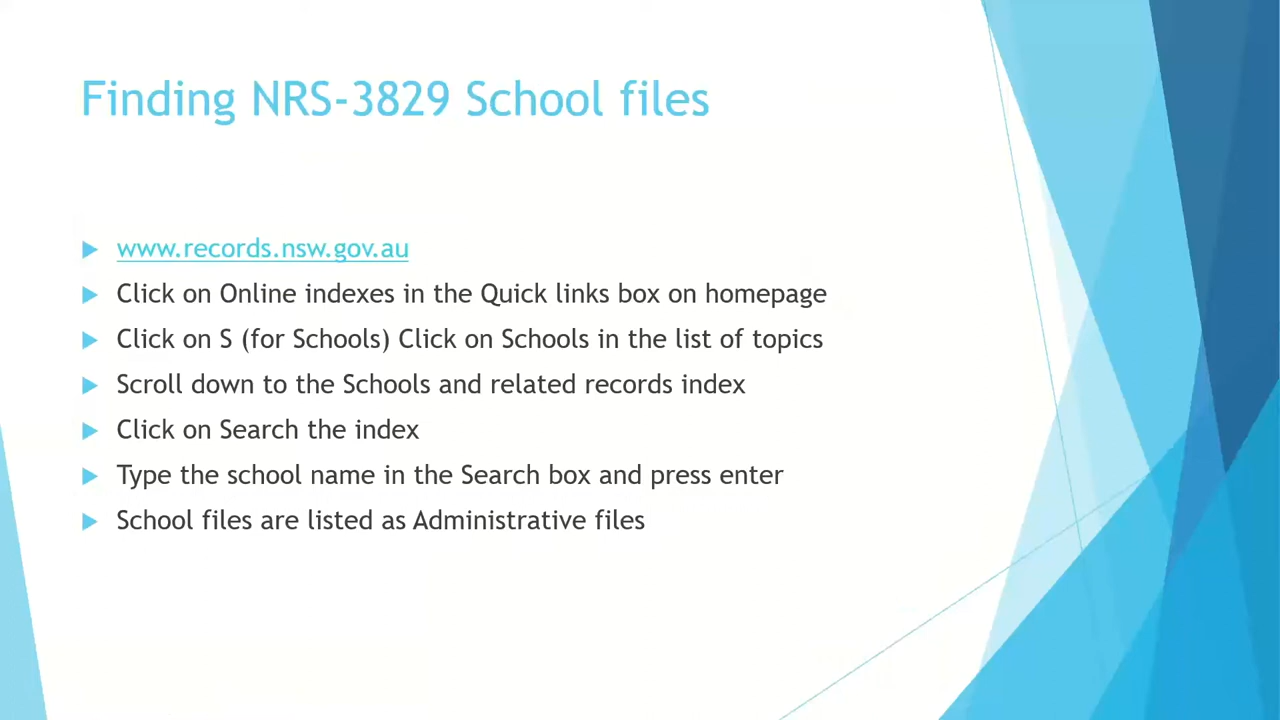 Finding NRS-3829 School files
www.records.nsw.gov.au
Click on Online indexes in the Quick links box on homepage
Click on S (for Schools) Click on Schools in the list of topics
Scroll down to the Schools and related records index
Click on Search the index
Type the school name in the Search box and press enter
School files are listed as Administrative files